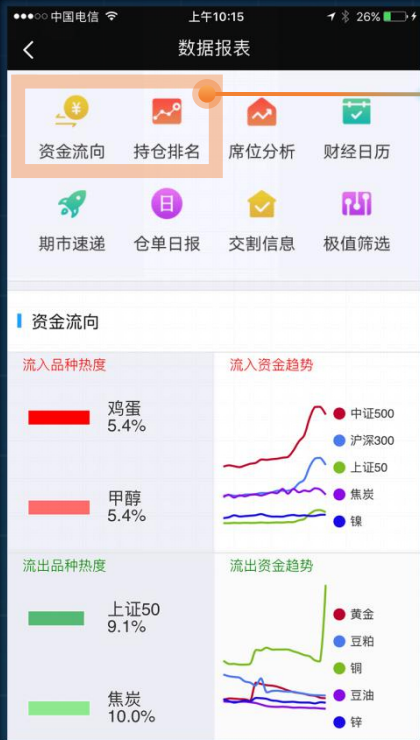 中国电信 上午10:15 26%
数据报表
资金流向 持仓排名 席位分析 财经日历
期市速递 仓单日报 交割信息 极值筛选
日
资金流向
流入品种热度 流入资金趋势
鸡蛋
5.4%
甲醇
5.4%
中证500
沪深300
上证50
焦炭
镍
流出品种热度 流出资金趋势
上证50
9.1%
焦炭
10.0%
黄金
豆粕
铜
豆油
锌